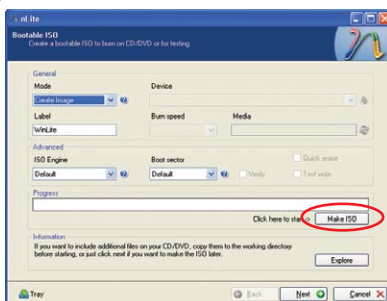 nLite
Bootable ISO
Create a bootable ISO to burn on CD/DVD or for testing
General
Mode
Device
Create Image
Label
Burn speed
Media
WinLite
Advanced
ISO Engine
Boot sector
Quick erase
Default
Default
Verify
Test write
Progress
Click here to start -> Make ISO
Information
If you want to include additional files on your CD/DVD, copy them to the working directory
before starting, or just click next if you want to make the ISO later.
Explore
Tray
Back
Next
Cancel